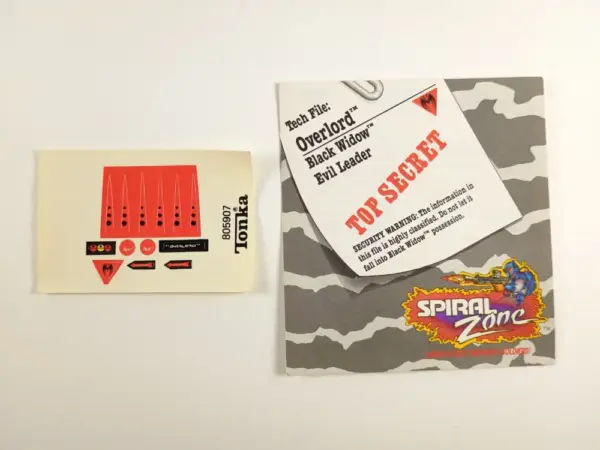 805907
Tonka
Tech File:
Overlord™
Black Widow™
Evil Leader
TOP SECRET
SECURITY WARNING: The information in
this file is highly classified. Do not let it
fall into Black Widow™ possession.
SPIRAL
Zone